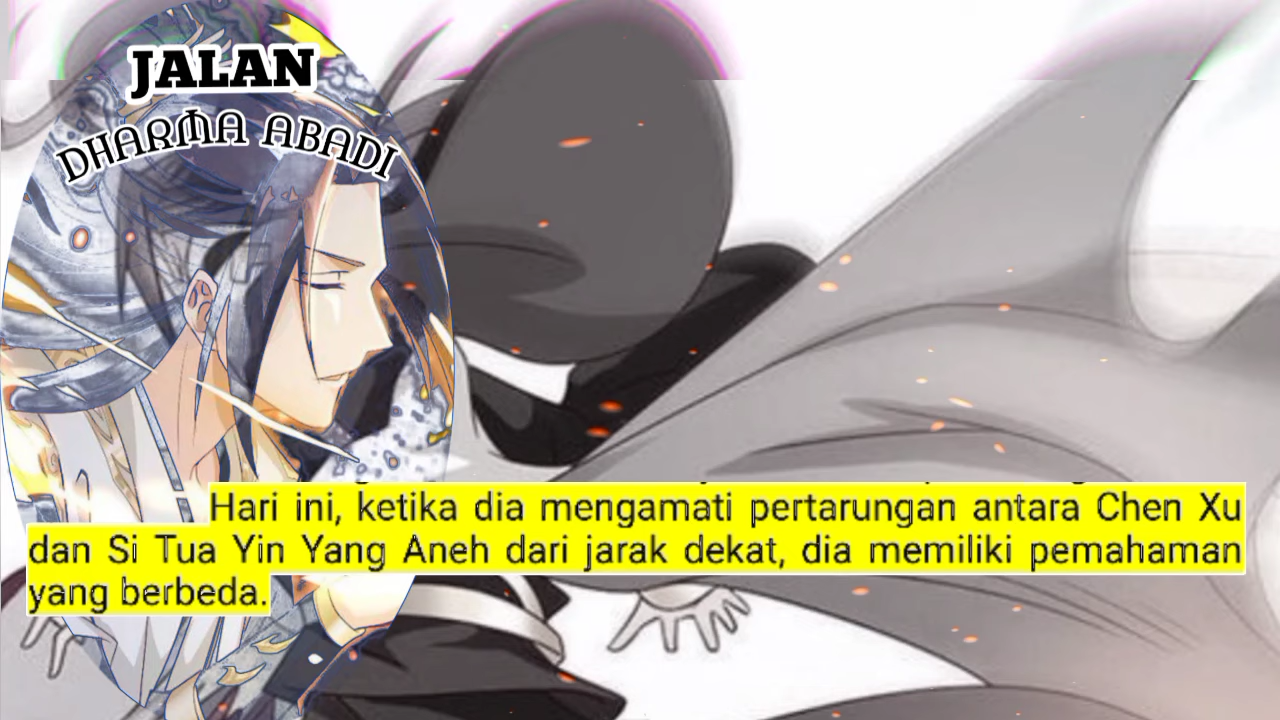 JALAN
DHARMA ABADI
Hari ini, ketika dia mengamati pertarungan antara Chen Xu
dan Si Tua Yin Yang Aneh dari jarak dekat, dia memiliki pemahaman
yang berbeda.